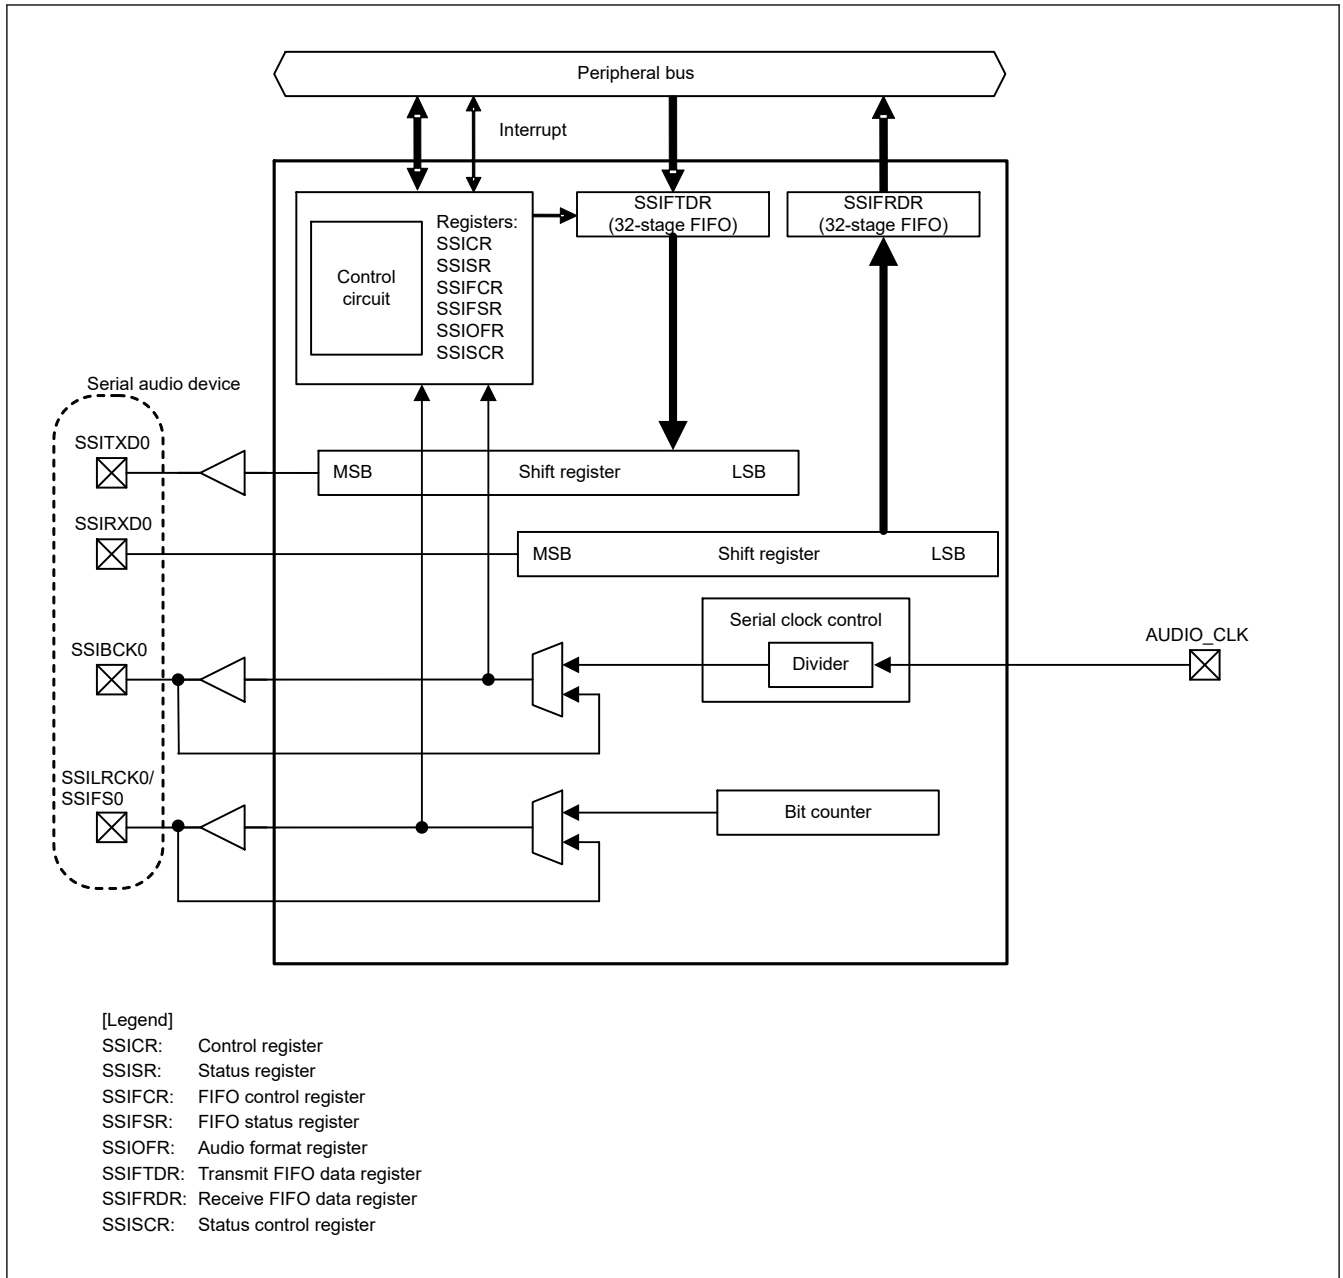 Peripheral bus
Interrupt
SSIFTDR
(32-stage FIFO)
SSIFRDR
(32-stage FIFO)
Control
circuit
Registers:
SSICR
SSISR
SSIFCR
SSIFSR
SSIOFR
SSISCR
Serial audio device
SSITXD0
MSB Shift register LSB
SSIRXD0
MSB Shift register LSB
Serial clock control
Divider
AUDIO_CLK
SSIBCK0
SSILRCK0/
SSIFS0
Bit counter
[Legend]
SSICR: Control register
SSISR: Status register
SSIFCR: FIFO control register
SSIFSR: FIFO status register
SSIOFR: Audio format register
SSIFTDR: Transmit FIFO data register
SSIFRDR: Receive FIFO data register
SSISCR: Status control register